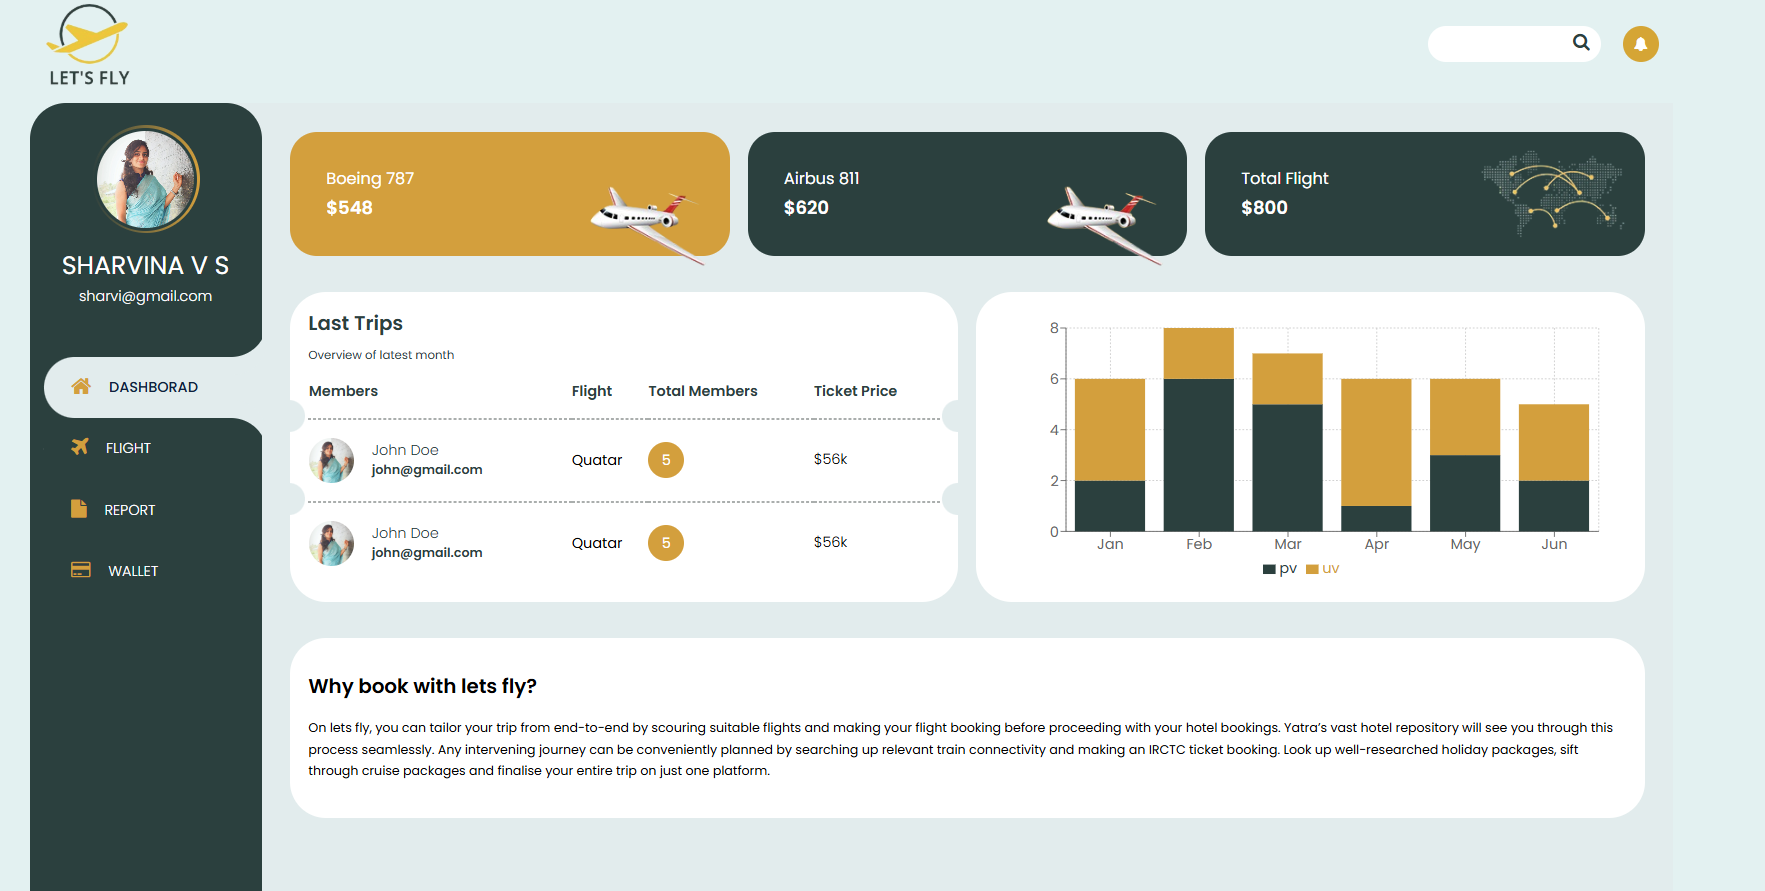 LET'S FLY
SHARVINA V S
sharvi@gmail.com
DASHBORAD
FLIGHT
REPORT
WALLET
Boeing 787
$548
Airbus 811
$620
Total Flight
$800
Last Trips
Overview of latest month
Members Flight Total Members Ticket Price
John Doe
john@gmail.com
Quatar 5 $56k
John Doe
john@gmail.com
Quatar 5 $56k
8
6
4
2
0
Jan Feb Mar Apr May Jun
pv uv
Why book with lets fly?
On lets fly, you can tailor your trip from end-to-end by scouring suitable flights and making your flight booking before proceeding with your hotel bookings. Yatra’s vast hotel repository will see you through this
process seamlessly. Any intervening journey can be conveniently planned by searching up relevant train connectivity and making an IRCTC ticket booking. Look up well-researched holiday packages, sift
through cruise packages and finalise your entire trip on just one platform.